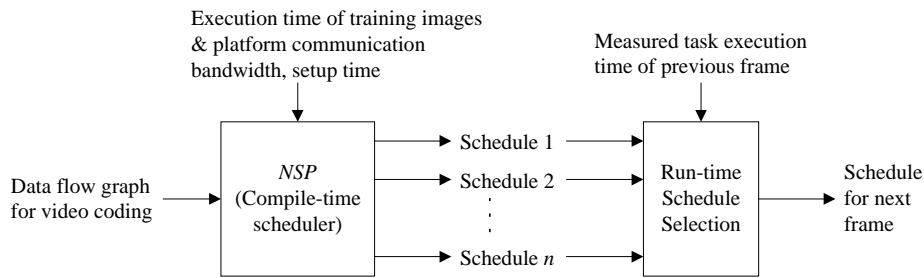 Execution time of training images
& platform communication
bandwidth, setup time
Measured task execution
time of previous frame
Data flow graph
for video coding
NSP
(Compile-time
scheduler)
Schedule 1
Schedule 2
Schedule n
Run-time
Schedule
Selection
Schedule
for next
frame